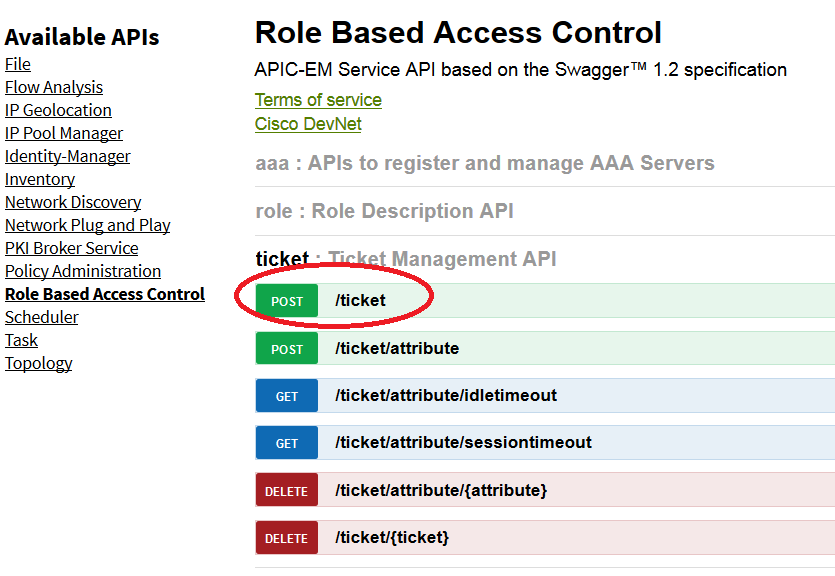 Available APIs
File
Flow Analysis
IP Geolocation
IP Pool Manager
Identity-Manager
Inventory
Network Discovery
Network Plug and Play
PKI Broker Service
Policy Administration
Role Based Access Control
Scheduler
Task
Topology
Role Based Access Control
APIC-EM Service API based on the Swagger™ 1.2 specification
Terms of service
Cisco DevNet
aaa : APIs to register and manage AAA Servers
role : Role Description API
ticket : Ticket Management API
POST /ticket
POST /ticket/attribute
GET /ticket/attribute/idletimeout
GET /ticket/attribute/sessiontimeout
DELETE /ticket/attribute/{attribute}
DELETE /ticket/{ticket}